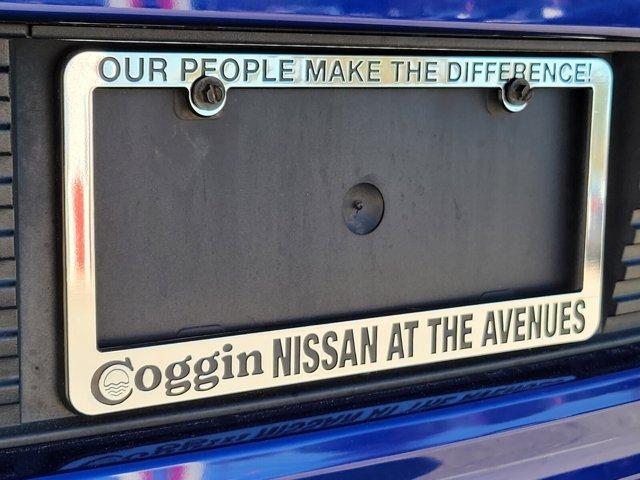 OUR PEOPLE MAKE THE DIFFERENCE!
Coggin NISSAN AT THE AVENUES